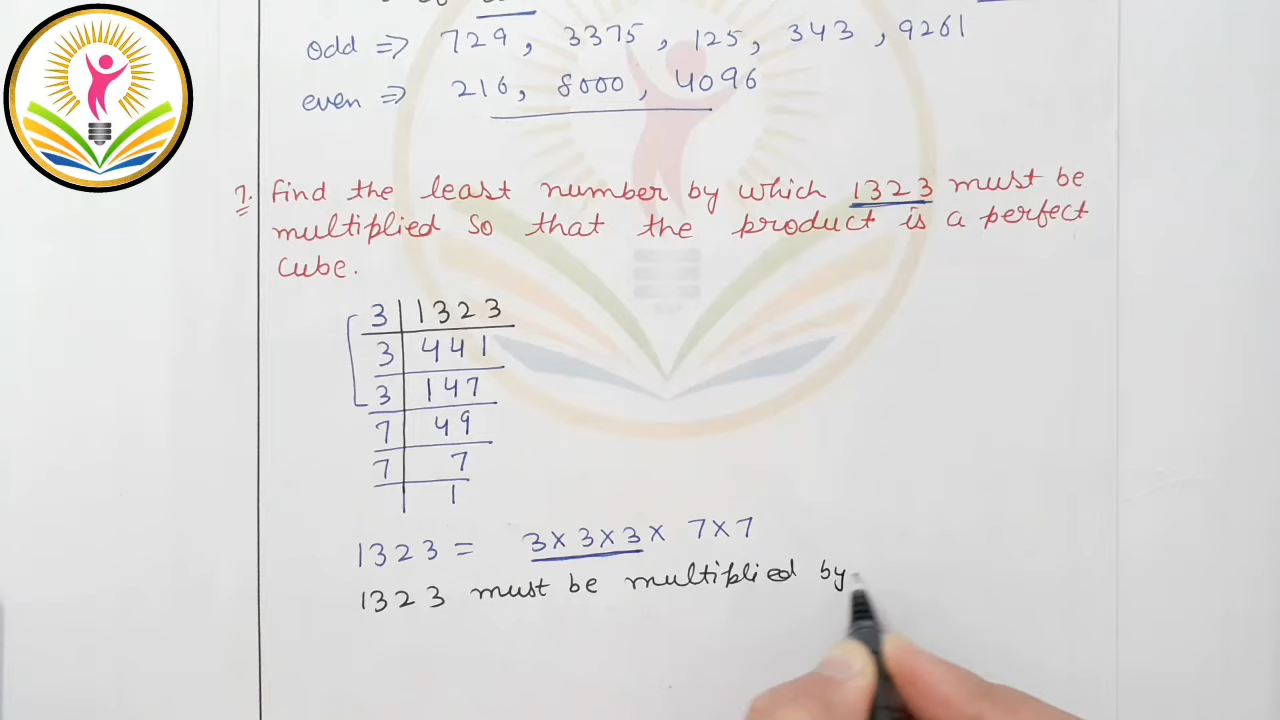 odd => 729, 3375, 125, 343, 9261
even => 216, 8000, 4096
7. Find the least number by which 1323 must be
multiplied so that the product is a perfect
cube.
3 | 1323
3 | 441
3 | 147
7 | 49
7 | 7
| 1
1323 = 3×3×3× 7×7
1323 must be multiplied by